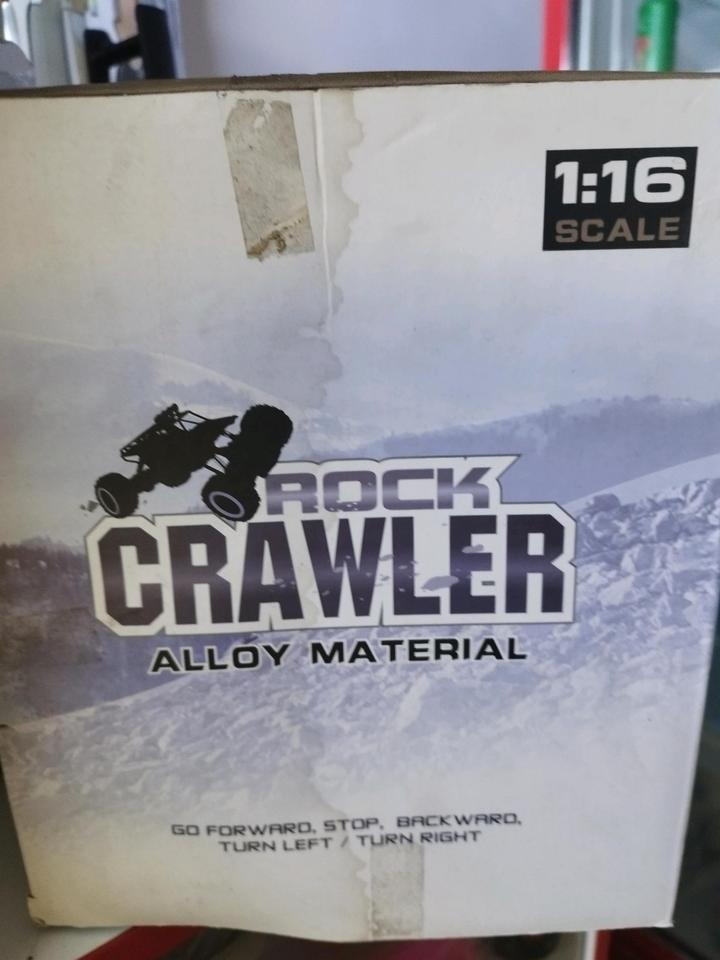 1:16
SCALE
ROCK
CRAWLER
ALLOY MATERIAL
GO FORWARD, STOP, BACKWARD,
TURN LEFT / TURN RIGHT